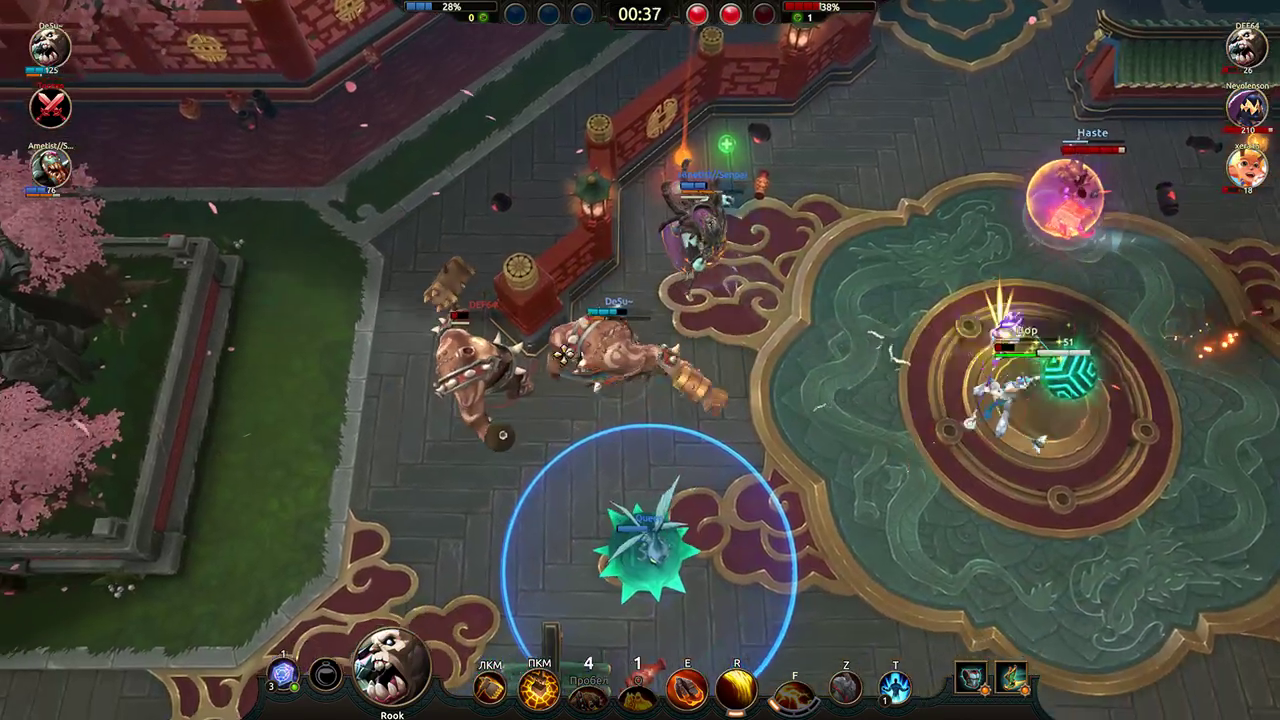 DeSu~
28%
0
00:37
38%
1
DEF64
125
26
Nevolenson
210
Ametist//S...
76
18
Haste
DEF64
DeSu~
51
ЛКМ
ПКМ
4
Пробел
1
Q
E
R
F
Z
T
1
3
1
Rook